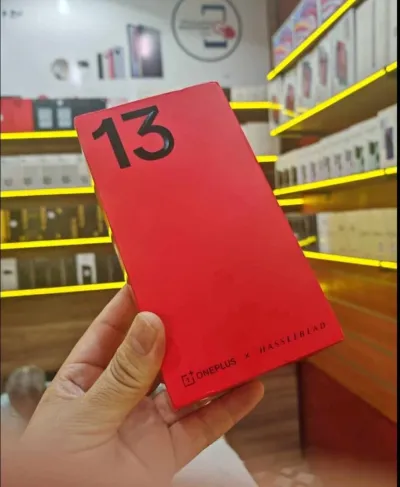 13
ONEPLUS × HASSELBLAD